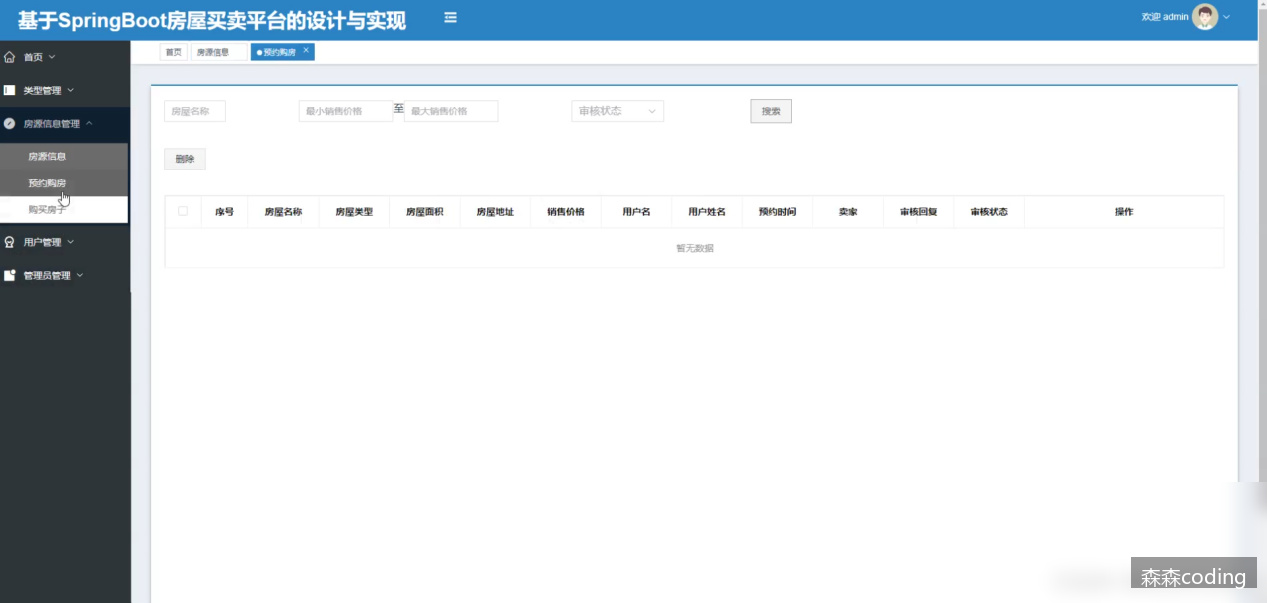 基于SpringBoot房屋买卖平台的设计与实现
欢迎 admin
首页
类型管理
房源信息管理
房源信息
预约购房
购买房子
用户管理
管理员管理
首页 房源信息 预约购房
房屋名称 最小销售价格 至 最大销售价格 审核状态 搜索
删除
序号 房屋名称 房屋类型 房屋面积 房屋地址 销售价格 用户名 用户姓名 预约时间 卖家 审核回复 审核状态 操作
暂无数据
森森coding